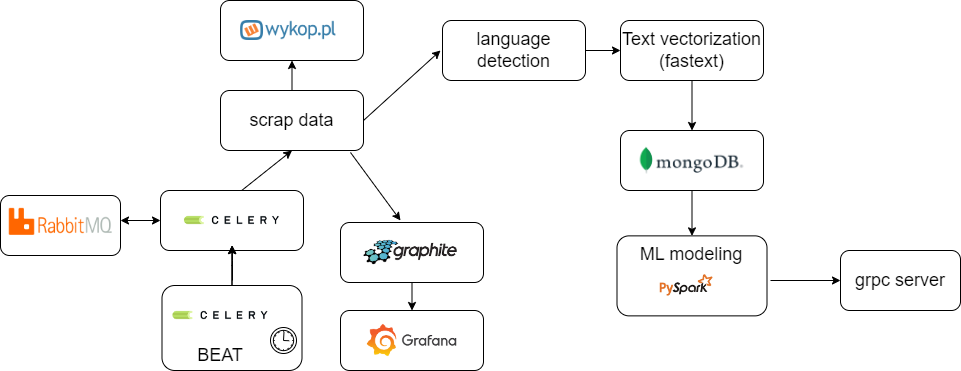 wykop.pl
language
detection
Text vectorization
(fastext)
scrap data
mongoDB®
RabbitMQ
CELERY
graphite
ML modeling
PySpark
grpc server
CELERY
BEAT
Grafana